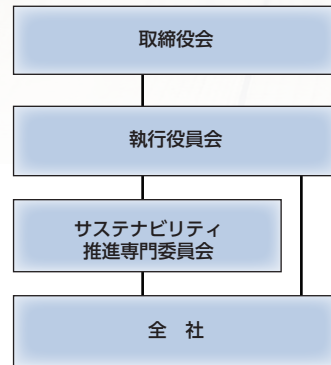 取締役会
執行役員会
サステナビリティ
推進専門委員会
全　社